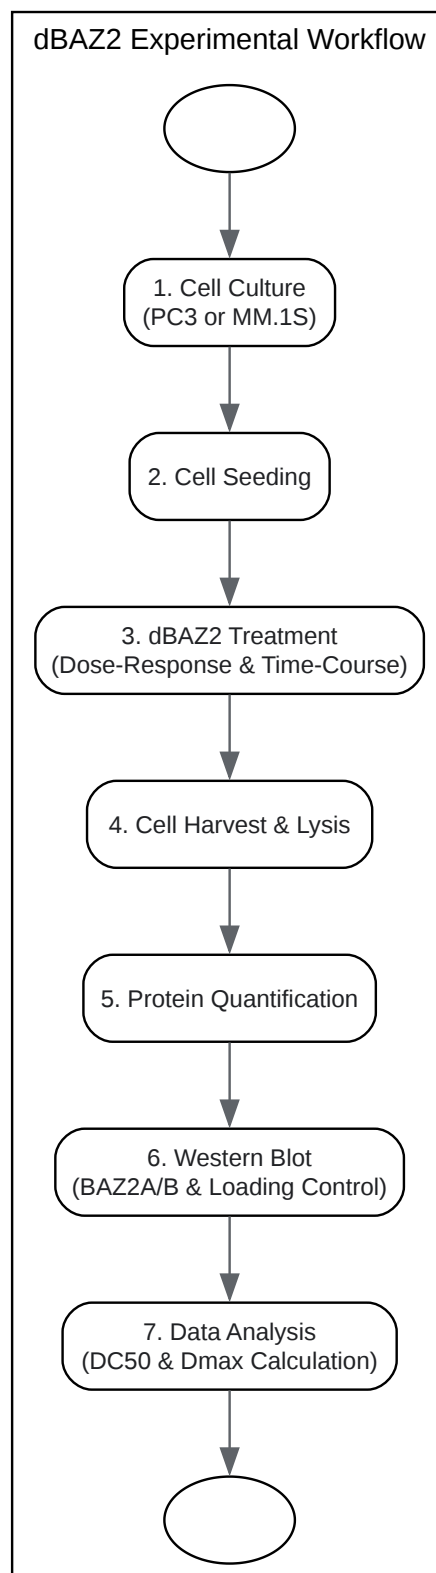 dBAZ2 Experimental Workflow
1. Cell Culture
(PC3 or MM.1S)
2. Cell Seeding
3. dBAZ2 Treatment
(Dose-Response & Time-Course)
4. Cell Harvest & Lysis
5. Protein Quantification
6. Western Blot
(BAZ2A/B & Loading Control)
7. Data Analysis
(DC50 & Dmax Calculation)